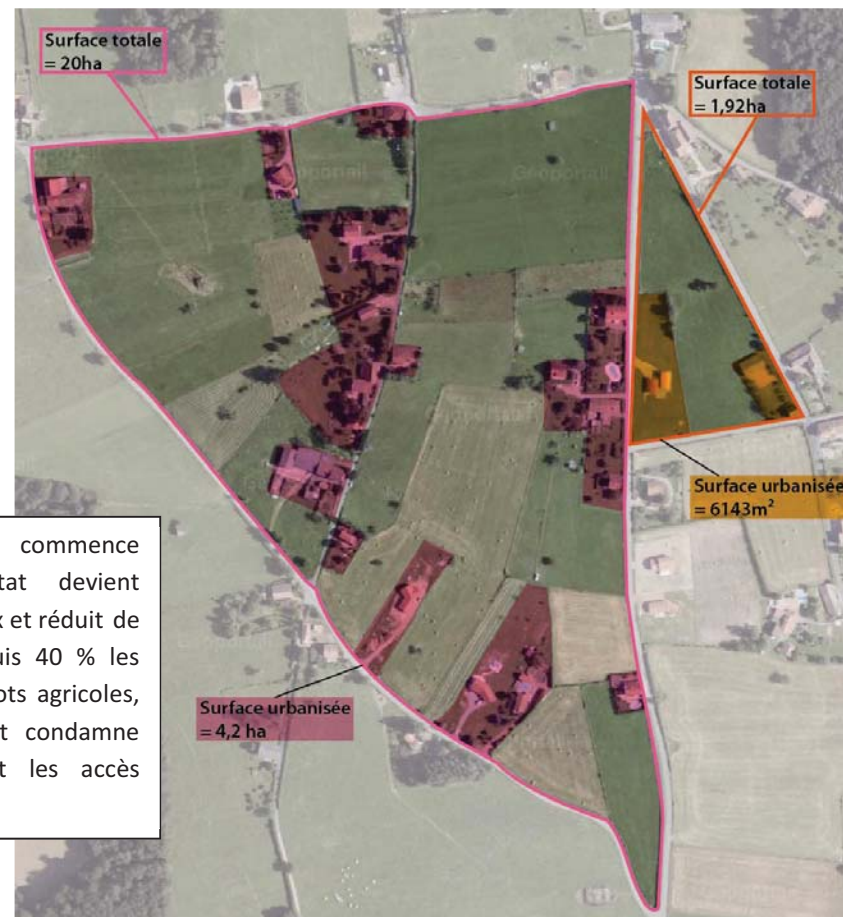 Surface totale
= 20ha
Surface totale
= 1,92ha
Geoportail
Surface urbanisée
= 6143m²
commence
tat devient
x et réduit de
uis 40 % les
ots agricoles,
t condamne
t les accès
Surface urbanisée
= 4,2 ha